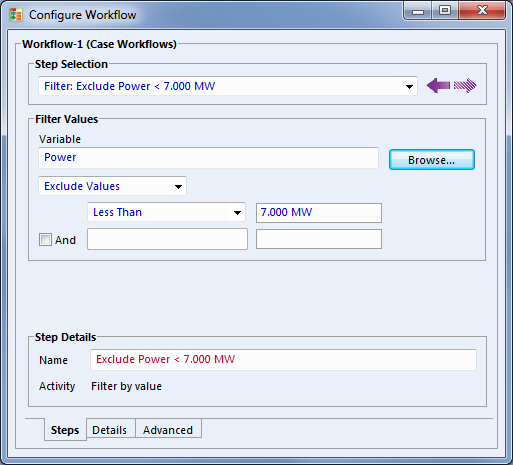 Configure Workflow
Workflow-1 (Case Workflows)
Step Selection
Filter: Exclude Power < 7.000 MW
Filter Values
Variable
Power
Browse...
Exclude Values
Less Than 7.000 MW
And
Step Details
Name Exclude Power < 7.000 MW
Activity Filter by value
Steps Details Advanced